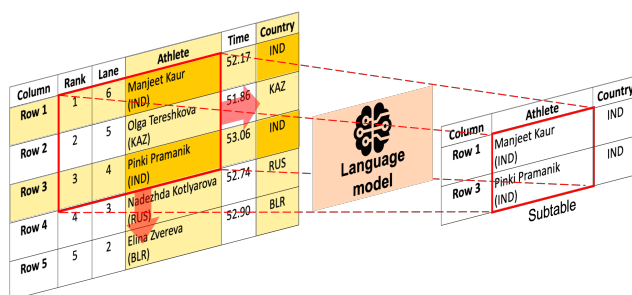 Column Rank Lane Athlete Time Country
Row 1 1 6 Manjeet Kaur (IND) 52.17 IND
Row 2 2 5 Olga Tereshkova (KAZ) 51.86 KAZ
Row 3 3 4 Pinki Pramanik (IND) 53.06 IND
Row 4 4 3 Nadezhda Kotlyarova (RUS) 52.74 RUS
Row 5 5 2 Elina Zvereva (BLR) 52.90 BLR
Language
model
Column Athlete Country
Row 1 Manjeet Kaur (IND) IND
Row 3 Pinki Pramanik (IND) IND
Subtable